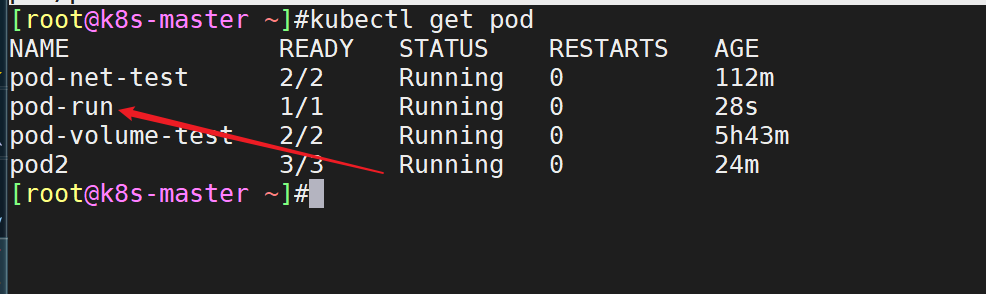 [root@k8s-master ~]#kubectl get pod
NAME READY STATUS RESTARTS AGE
pod-net-test 2/2 Running 0 112m
pod-run 1/1 Running 0 28s
pod-volume-test 2/2 Running 0 5h43m
pod2 3/3 Running 0 24m
[root@k8s-master ~]#